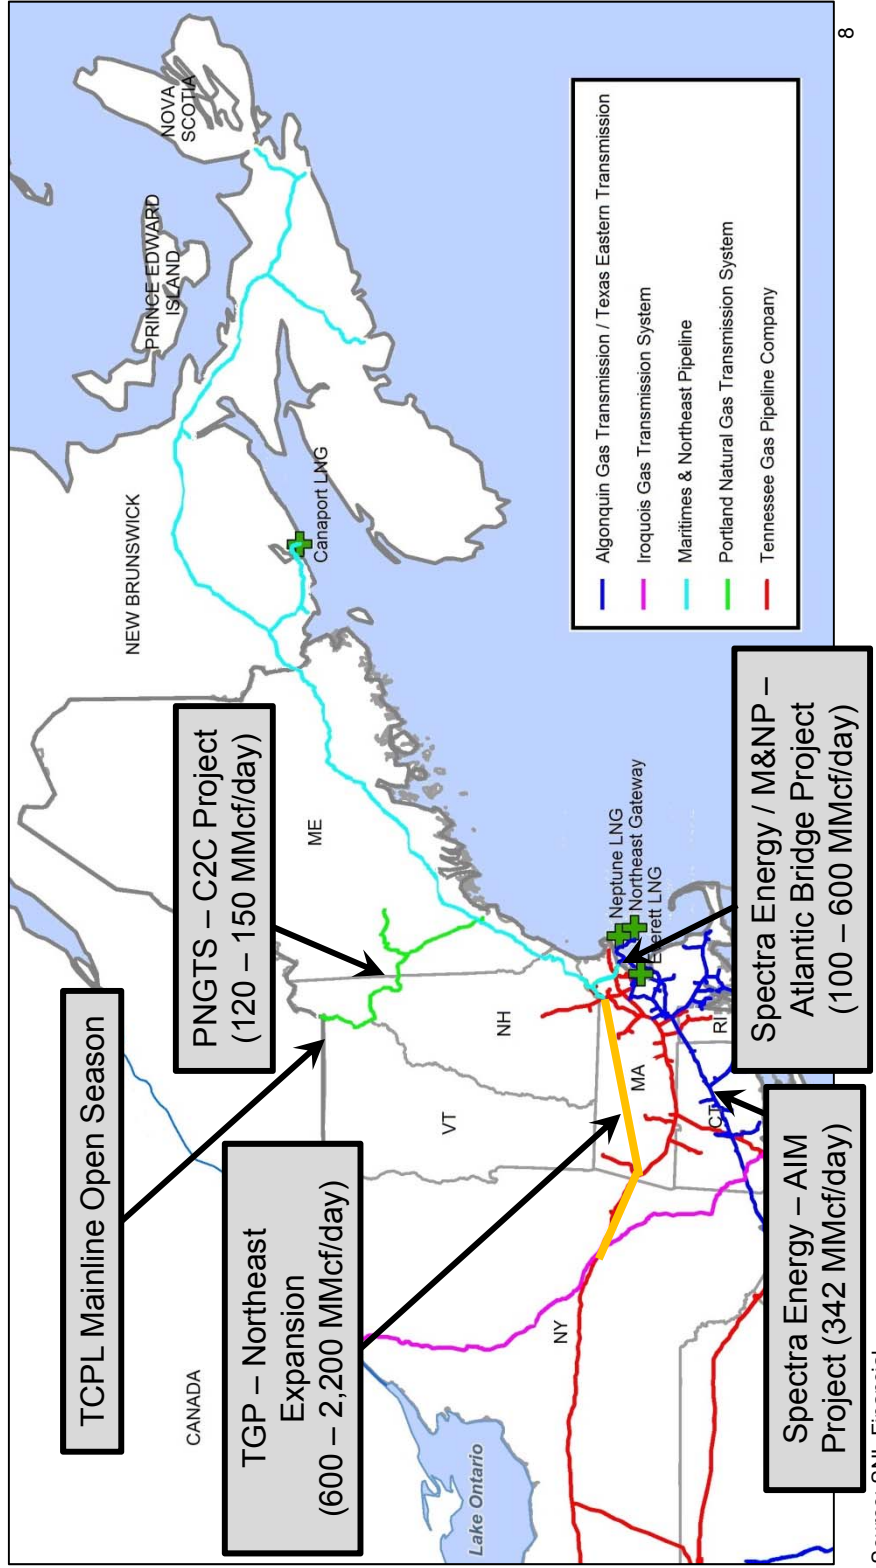 TCPL Mainline Open Season
PNGTS – C2C Project
(120 – 150 MMcf/day)
TGP – Northeast
Expansion
(600 – 2,200 MMcf/day)
Spectra Energy – AIM
Project (342 MMcf/day)
Spectra Energy / M&NP –
Atlantic Bridge Project
(100 – 600 MMcf/day)
CANADA
Lake Ontario
NY
VT
NH
ME
MA
CT
RI
NEW BRUNSWICK
PRINCE EDWARD
ISLAND
NOVA
SCOTIA
Canaport LNG
Neptune LNG
Northeast Gateway
Everett LNG
Algonquin Gas Transmission / Texas Eastern Transmission
Iroquois Gas Transmission System
Maritimes & Northeast Pipeline
Portland Natural Gas Transmission System
Tennessee Gas Pipeline Company
Source: SNL Financial
8